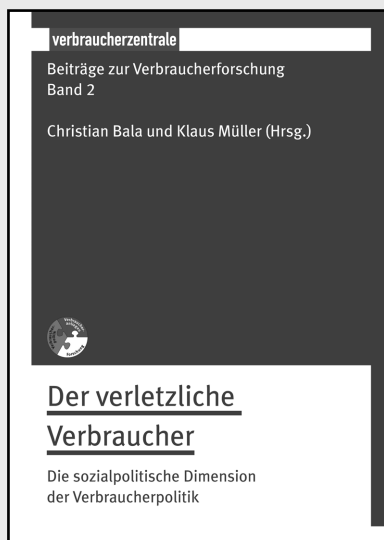 verbraucherzentrale
Beiträge zur Verbraucherforschung
Band 2
Christian Bala und Klaus Müller (Hrsg.)
Der verletzliche
Verbraucher
Die sozialpolitische Dimension
der Verbraucherpolitik